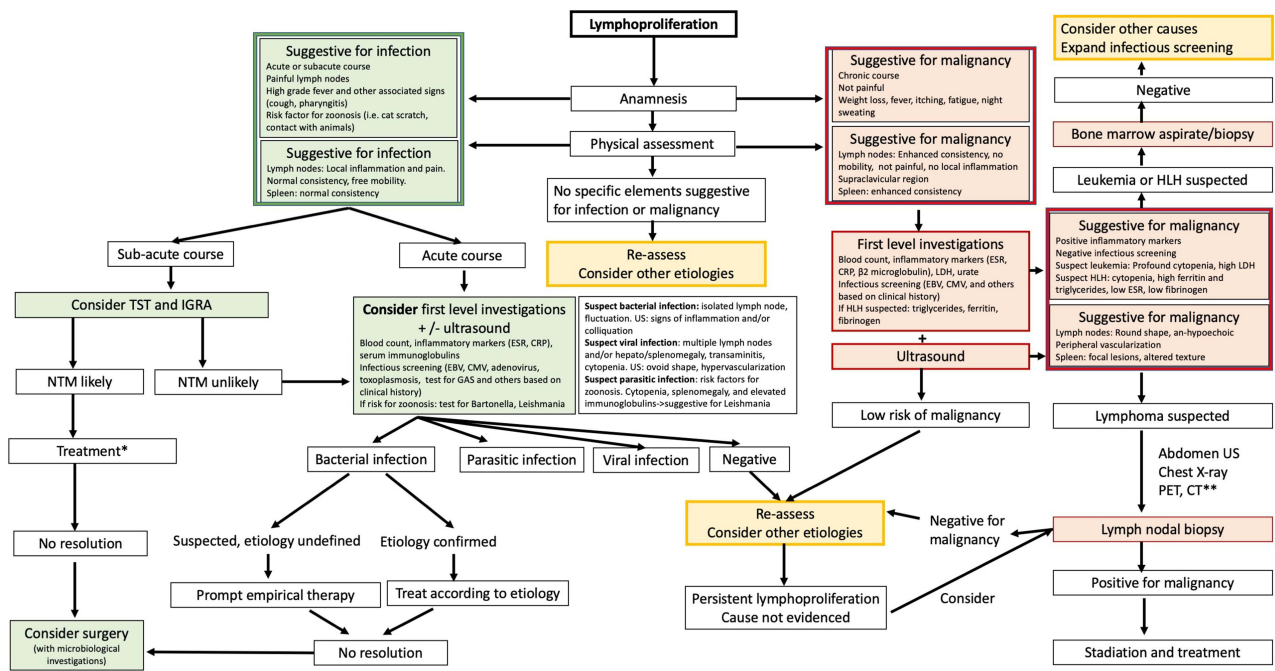 Lymphoproliferation
Anamnesis
Physical assessment
No specific elements suggestive
for infection or malignancy
Re-assess
Consider other etiologies
Suggestive for infection
Acute or subacute course
Painful lymph nodes
High grade fever and other associated signs
(cough, pharyngitis)
Risk factor for zoonosis (i.e. cat scratch,
contact with animals)
Suggestive for infection
Lymph nodes: Local inflammation and pain.
Normal consistency, free mobility.
Spleen: normal consistency
Sub-acute course
Acute course
Consider TST and IGRA
NTM likely
NTM unlikely
Treatment*
No resolution
Consider surgery
(with microbiological
investigations)
Consider first level investigations
+ /- ultrasound
Blood count, inflammatory markers (ESR, CRP),
serum immunoglobulins
Infectious screening (EBV, CMV, adenovirus,
toxoplasmosis,  test for GAS and others based on
clinical history)
If risk for zoonosis: test for Bartonella, Leishmania
Suspect bacterial infection: isolated lymph node,
fluctuation. US: signs of inflammation and/or
colliquation
Suspect viral infection: multiple lymph nodes
and/or hepato/splenomegaly, transaminitis,
cytopenia. US: ovoid shape, hypervascularization
Suspect parasitic infection: risk factors for
zoonosis. Cytopenia, splenomegaly, and elevated
immunoglobulins->suggestive for Leishmania
Bacterial infection
Parasitic infection
Viral infection
Negative
Suspected, etiology undefined
Etiology confirmed
Prompt empirical therapy
Treat according to etiology
No resolution
Suggestive for malignancy
Chronic course
Not painful
Weight loss, fever, itching, fatigue, night
sweating
Suggestive for malignancy
Lymph nodes: Enhanced consistency, no
mobility,  not painful, no local inflammation
Supraclavicular region
Spleen: enhanced consistency
First level investigations
Blood count, inflammatory markers (ESR,
CRP, β2 microglobulin), LDH, urate
Infectious screening (EBV, CMV, and others
based on clinical history)
If HLH suspected: triglycerides, ferritin,
fibrinogen
+
Ultrasound
Low risk of malignancy
Re-assess
Consider other etiologies
Persistent lymphoproliferation
Cause not evidenced
Consider
Negative for
malignancy
Consider other causes
Expand infectious screening
Negative
Bone marrow aspirate/biopsy
Leukemia or HLH suspected
Suggestive for malignancy
Positive inflammatory markers
Negative infectious screening
Suspect leukemia: Profound cytopenia, high LDH
Suspect HLH: cytopenia, high ferritin and
triglycerides, low ESR, low fibrinogen
Suggestive for malignancy
Lymph nodes: Round shape, an-hypoechoic
Peripheral vascularization
Spleen: focal lesions, altered texture
Lymphoma suspected
Abdomen US
Chest X-ray
PET, CT**
Lymph nodal biopsy
Positive for malignancy
Stadiation and treatment